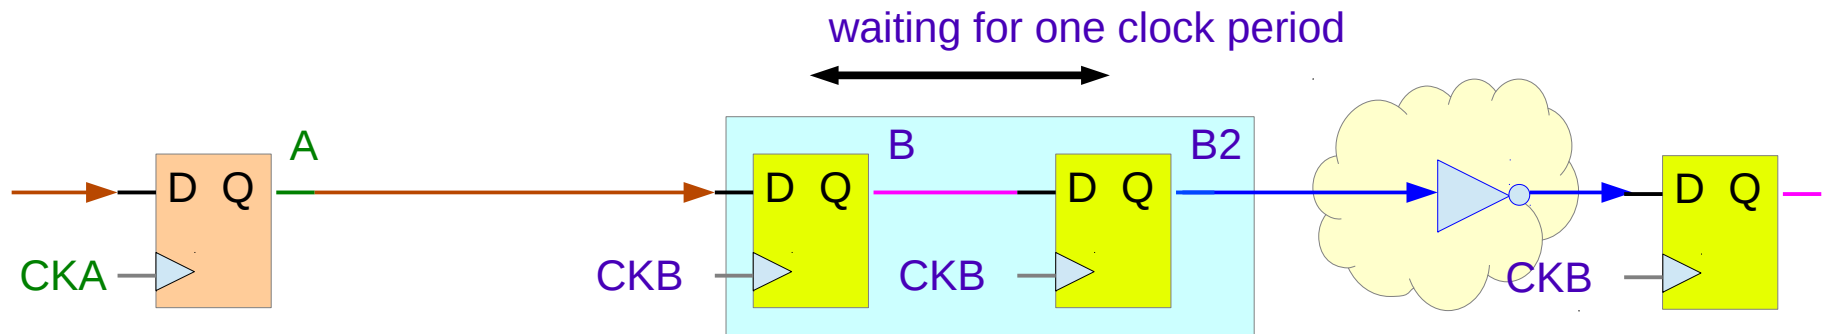 waiting for one clock period
A
B
B2
D Q
D Q
D Q
D Q
CKA
CKB
CKB
CKB